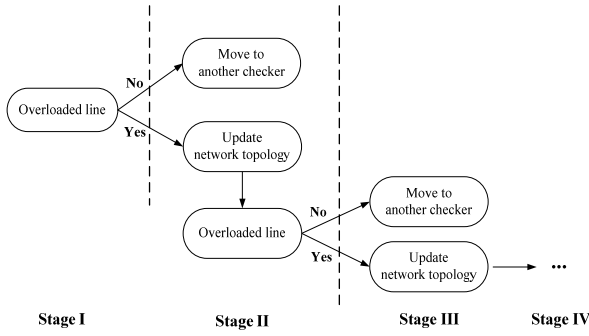 Move to
another checker
No
Overloaded line
Yes
Update
network topology
Move to
another checker
No
Overloaded line
Yes
Update
network topology
...
Stage I
Stage II
Stage III
Stage IV